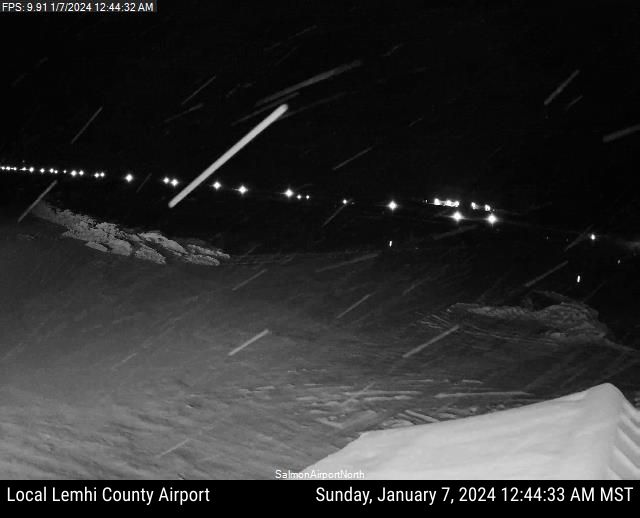 FPS: 9.91 1/7/2024 12:44:32 AM
SalmonAirportNorth
Local Lemhi County Airport Sunday, January 7, 2024 12:44:33 AM MST